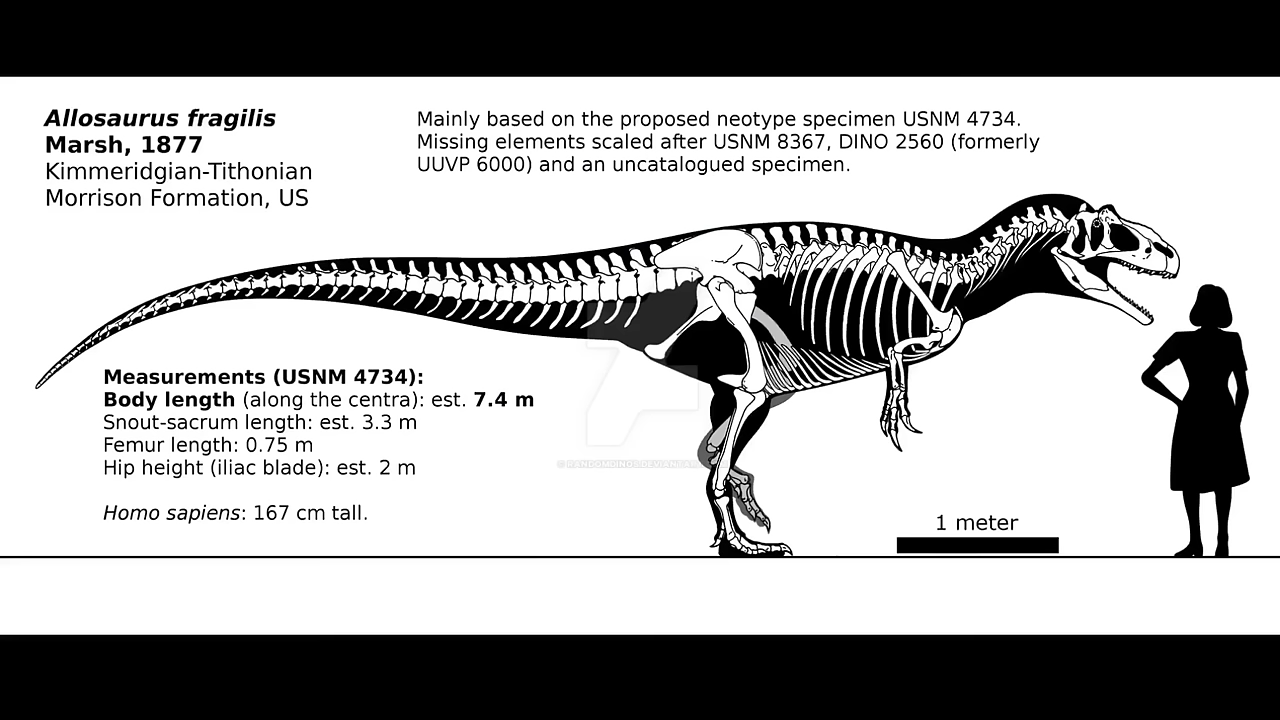 Allosaurus fragilis
Marsh, 1877
Kimmeridgian-Tithonian
Morrison Formation, US
Mainly based on the proposed neotype specimen USNM 4734.
Missing elements scaled after USNM 8367, DINO 2560 (formerly
UUVP 6000) and an uncatalogued specimen.
Measurements (USNM 4734):
Body length (along the centra): est. 7.4 m
Snout-sacrum length: est. 3.3 m
Femur length: 0.75 m
Hip height (iliac blade): est. 2 m
Homo sapiens: 167 cm tall.
1 meter